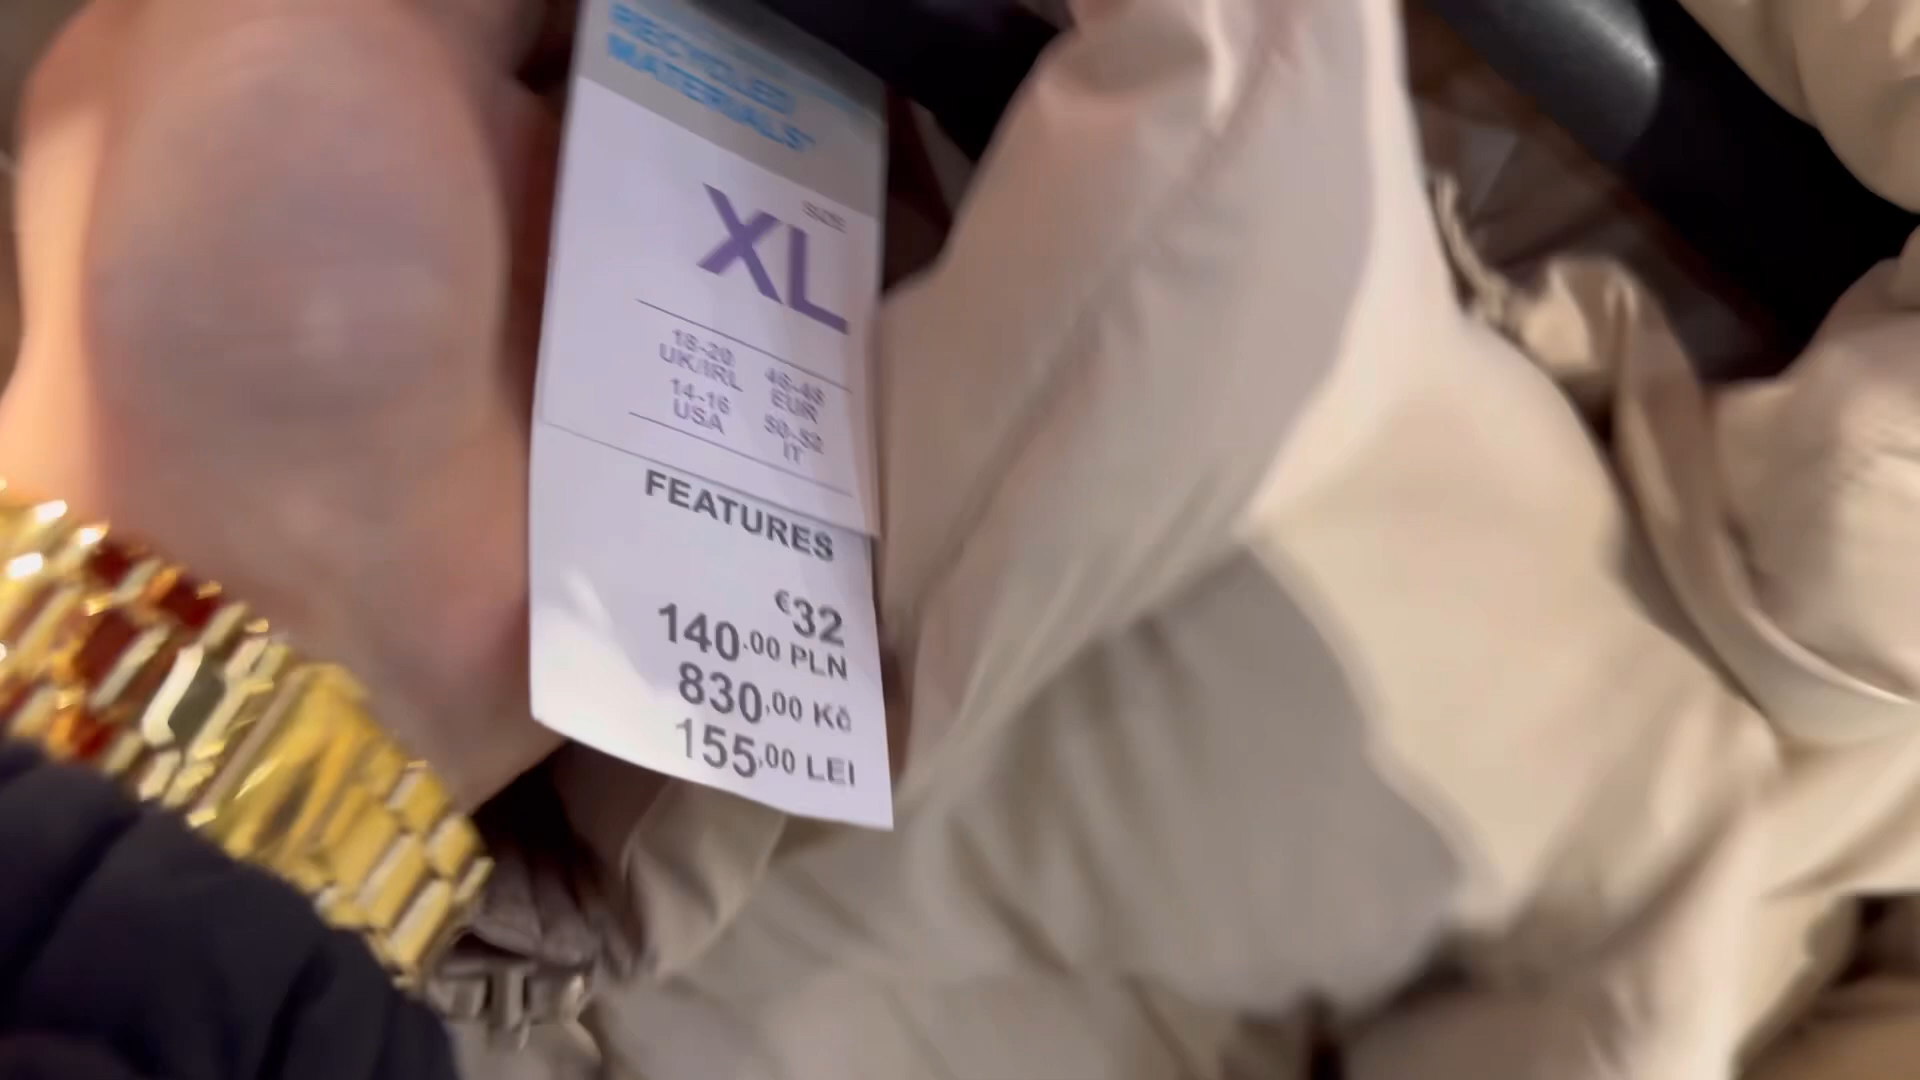 RECYCLED
MATERIALS*
SIZE
XL
18-20
UK/IRL
46-48
EUR
14-16
USA
50-52
IT
FEATURES
€32
140.00 PLN
830,00 Kč
155,00 LEI